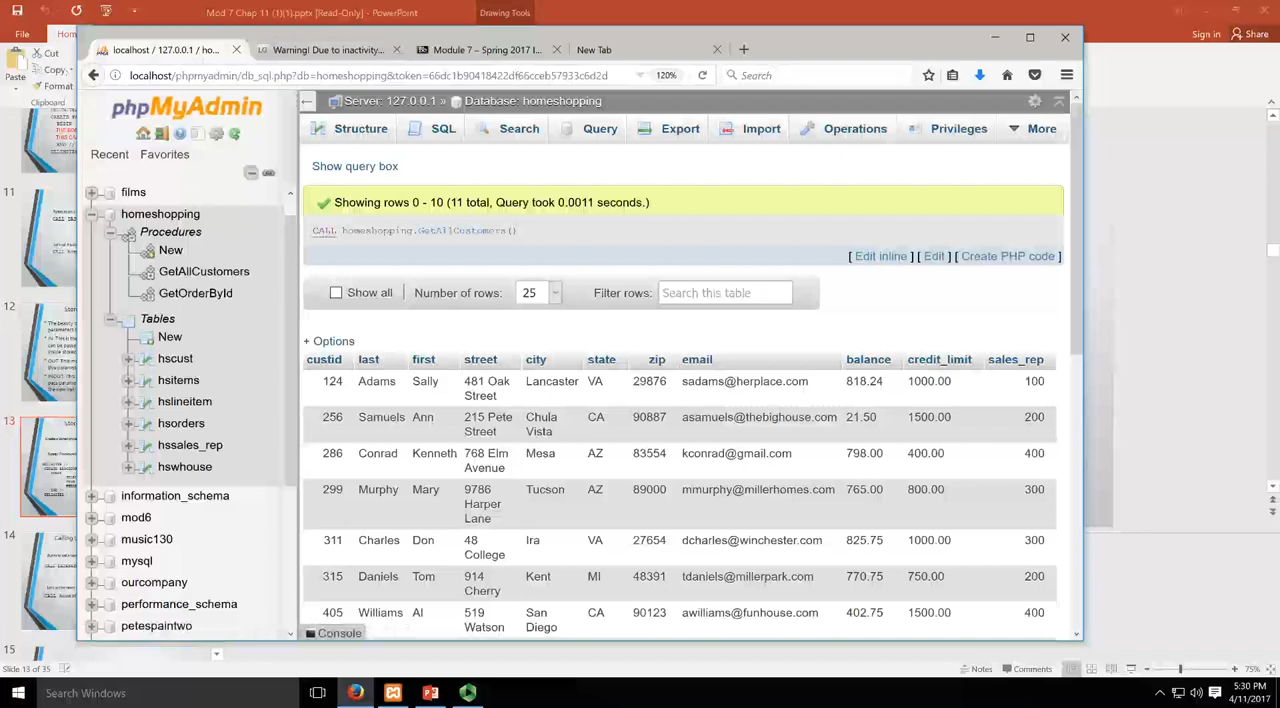 Mod 7 Chep 11 (1)(1).pptx [Read-Only] - PowerPoint
Drawing Tools
File
Hom
Sign in
Share
Cut
Copy
Format
Paste
Clipboard
localhost / 127.0.0.1 / ho...
Warning! Due to inactivity...
Module 7 – Spring 2017 I...
New Tab
localhost/phpmyadmin/db_sql.php?db=homeshopping&token=66dc1b90418422df66cceb57933c6d2d
120%
Search
phpMyAdmin
Recent Favorites
films
homeshopping
Procedures
New
GetAllCustomers
GetOrderById
Tables
New
hscust
hsitems
hslineitem
hsorders
hssales_rep
hswhouse
information_schema
mod6
music130
mysql
ourcompany
performance_schema
petespaintwo
Server: 127.0.0.1 » Database: homeshopping
Structure SQL Search Query Export Import Operations Privileges More
Show query box
Showing rows 0 - 10 (11 total, Query took 0.0011 seconds.)
CALL homeshopping.GetAllCustomers()
[ Edit inline ] [ Edit ] [ Create PHP code ]
Show all Number of rows: 25 Filter rows: Search this table
+ Options
custid last first street city state zip email balance credit_limit sales_rep
124 Adams Sally 481 Oak Street Lancaster VA 29876 sadams@herplace.com 818.24 1000.00 100
256 Samuels Ann 215 Pete Street Chula Vista CA 90887 asamuels@thebighouse.com 21.50 1500.00 200
286 Conrad Kenneth 768 Elm Avenue Mesa AZ 83554 kconrad@gmail.com 798.00 400.00 400
299 Murphy Mary 9786 Harper Lane Tucson AZ 89000 mmurphy@millerhomes.com 765.00 800.00 300
311 Charles Don 48 College Ira VA 27654 dcharles@winchester.com 825.75 1000.00 300
315 Daniels Tom 914 Cherry Kent MI 48391 tdaniels@millerpark.com 770.75 750.00 200
405 Williams Al 519 Watson San Diego CA 90123 awilliams@funhouse.com 402.75 1500.00 400
Console
11
12
13
14
15
Slide 13 of 35
Notes
Comments
75%
Search Windows
5:30 PM
4/11/2017